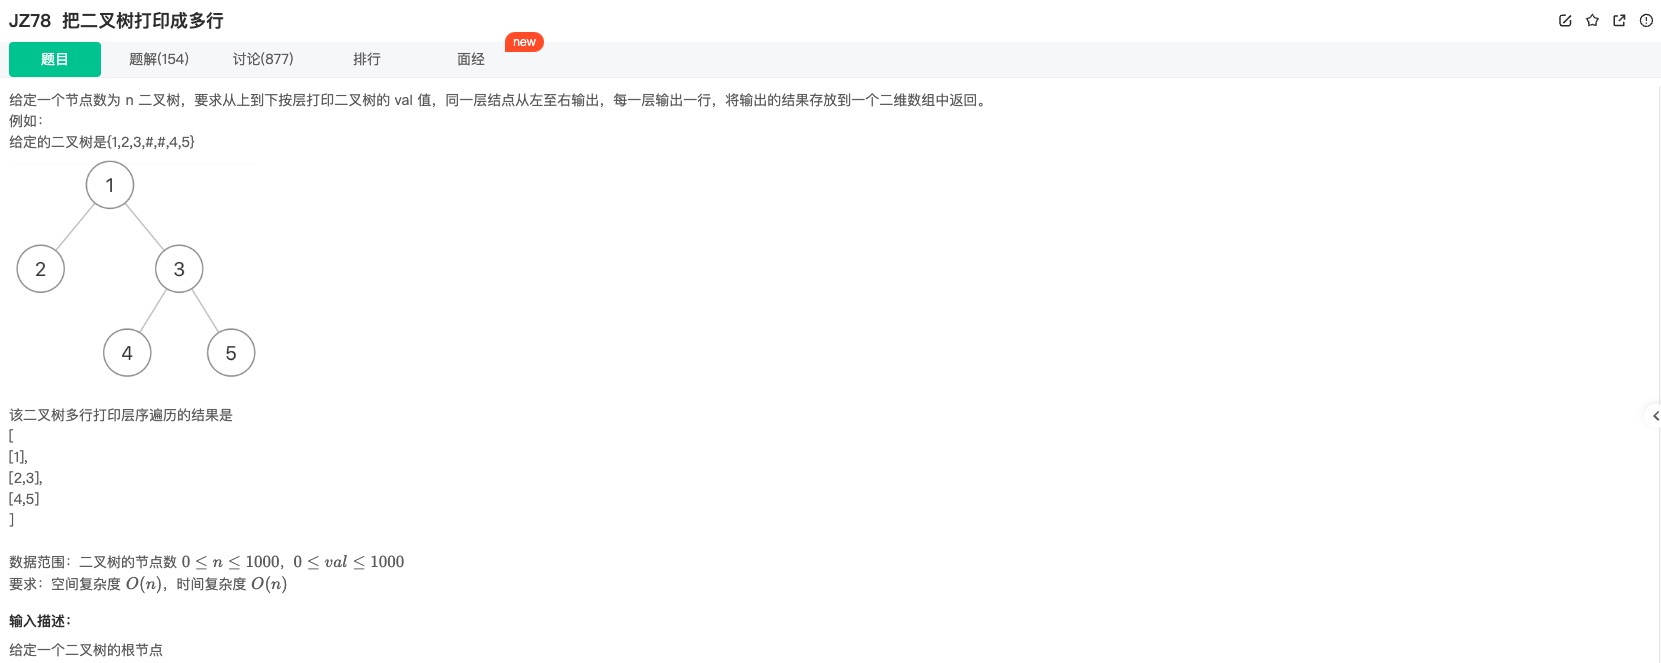 JZ78 把二叉树打印成多行
new
题目 题解(154) 讨论(877) 排行 面经
给定一个节点数为 n 二叉树，要求从上到下按层打印二叉树的 val 值，同一层结点从左至右输出，每一层输出一行，将输出的结果存放到一个二维数组中返回。
例如：
给定的二叉树是{1,2,3,#,#,4,5}
1
2 3
4 5
该二叉树多行打印层序遍历的结果是
[
[1],
[2,3],
[4,5]
]
数据范围：二叉树的节点数 0 ≤ n ≤ 1000，0 ≤ val ≤ 1000
要求：空间复杂度 O(n)，时间复杂度 O(n)
输入描述：
给定一个二叉树的根节点